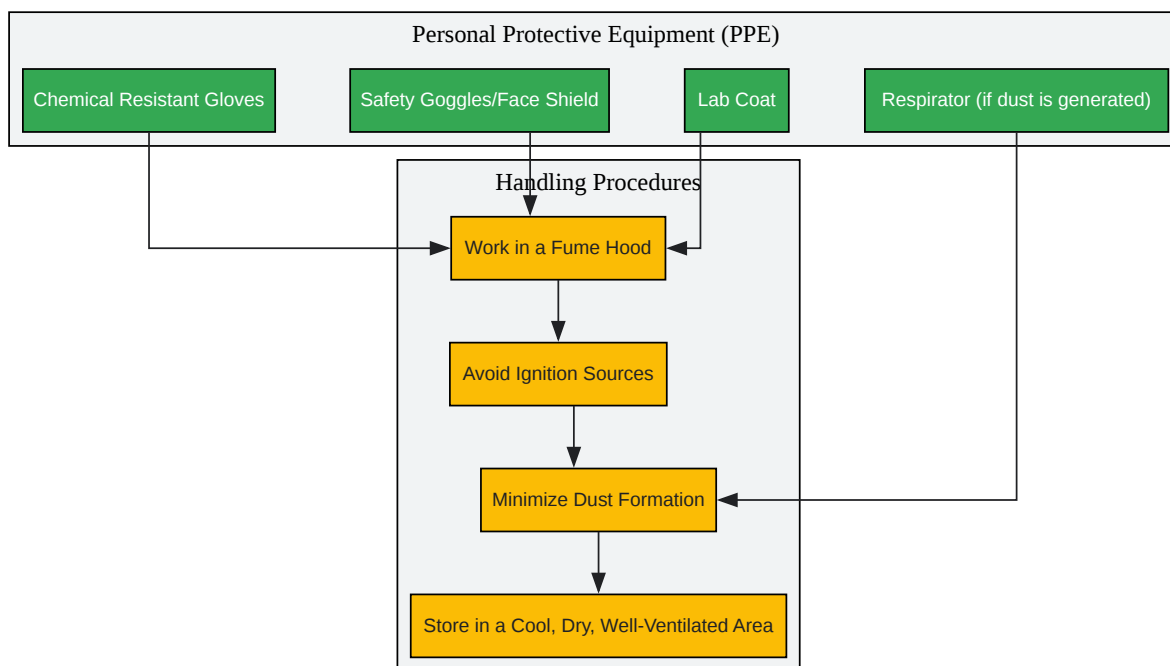 Personal Protective Equipment (PPE)
Chemical Resistant Gloves
Safety Goggles/Face Shield
Lab Coat
Respirator (if dust is generated)
Handling Procedures
Work in a Fume Hood
Avoid Ignition Sources
Minimize Dust Formation
Store in a Cool, Dry, Well-Ventilated Area